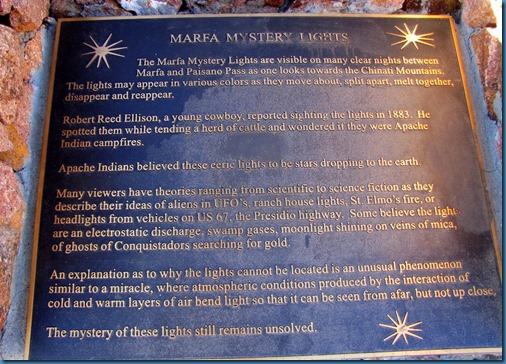 MARFA MYSTERY LIGHTS
The Marfa Mystery Lights are visible on many clear nights between
Marfa and Paisano Pass as one looks towards the Chinati Mountains.
The lights may appear in various colors as they move about, split apart, melt together,
disappear and reappear.
Robert Reed Ellison, a young cowboy, reported sighting the lights in 1883. He
spotted them while tending a herd of cattle and wondered if they were Apache
Indian campfires.
Apache Indians believed these eerie lights to be stars dropping to the earth.
Many viewers have theories ranging from scientific to science fiction as they
describe their ideas of aliens in UFO's, ranch house lights, St. Elmo's fire, or
headlights from vehicles on US 67, the Presidio highway. Some believe the light
are an electrostatic discharge, swamp gases, moonlight shining on veins of mica,
of ghosts of Conquistadors searching for gold.
An explanation as to why the lights cannot be located is an unusual phenomenon
similar to a miracle, where atmospheric conditions produced by the interaction of
cold and warm layers of air bend light so that it can be seen from afar, but not up close.
The mystery of these lights still remains unsolved.